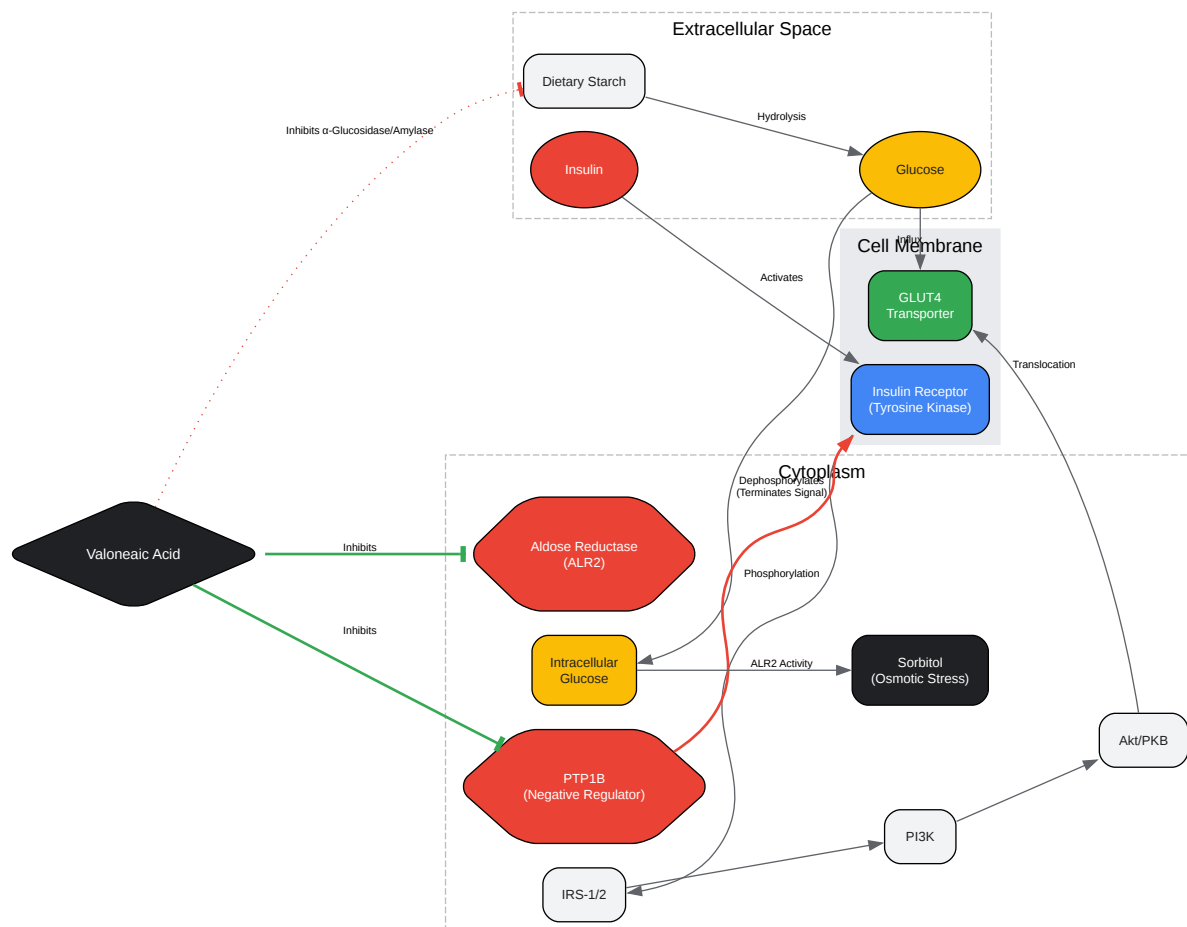 Extracellular Space
Dietary Starch
Hydrolysis
Inhibits α-Glucosidase/Amylase
Insulin
Glucose
Influx
Cell Membrane
Activates
GLUT4
Transporter
Translocation
Insulin Receptor
(Tyrosine Kinase)
Cytoplasm
Dephosphorylates
(Terminates Signal)
Valoneaic Acid
Inhibits
Aldose Reductase
(ALR2)
Phosphorylation
Inhibits
Intracellular
Glucose
ALR2 Activity
Sorbitol
(Osmotic Stress)
Akt/PKB
PTP1B
(Negative Regulator)
PI3K
IRS-1/2